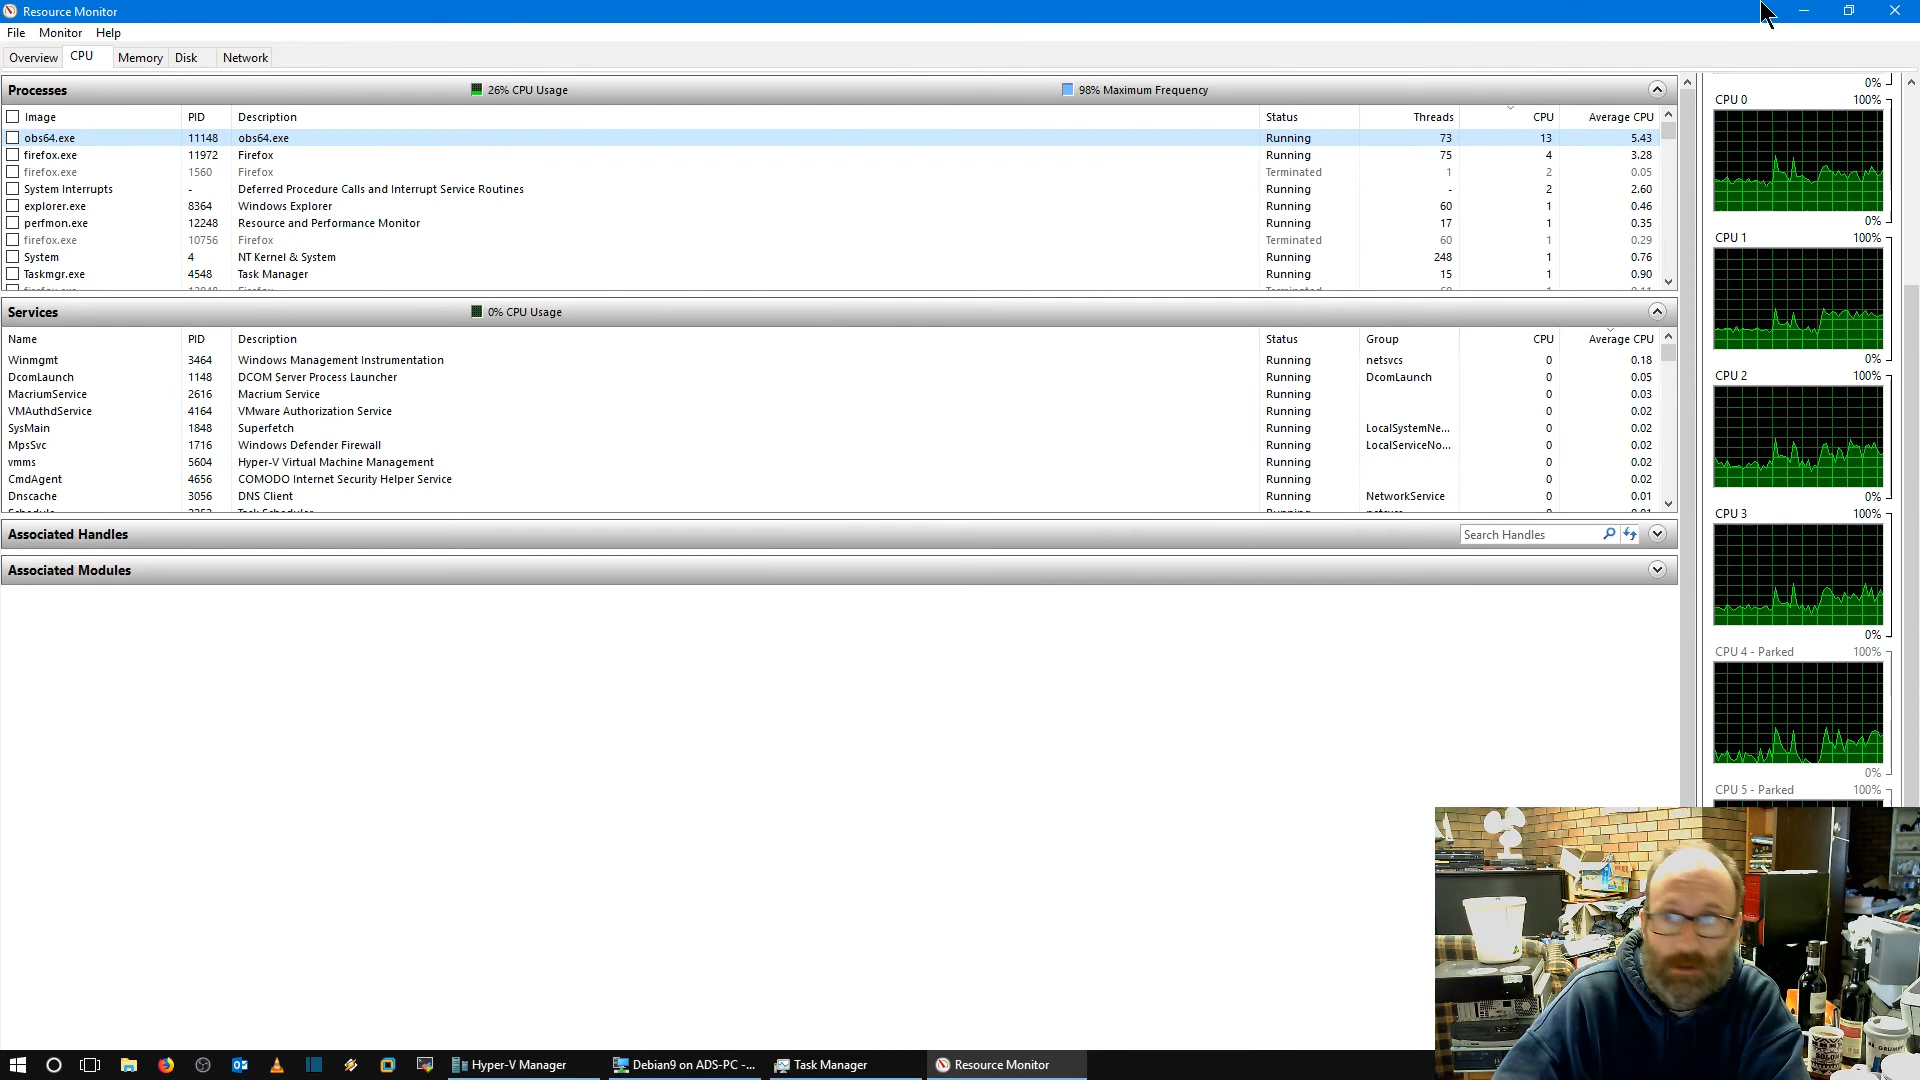 Resource Monitor
File Monitor Help
Overview CPU Memory Disk Network
Processes 26% CPU Usage 98% Maximum Frequency
Image PID Description Status Threads CPU Average CPU
obs64.exe 11148 obs64.exe Running 73 13 5.43
firefox.exe 11972 Firefox Running 75 4 3.28
firefox.exe 1560 Firefox Terminated 1 2 0.05
System Interrupts - Deferred Procedure Calls and Interrupt Service Routines Running - 2 2.60
explorer.exe 8364 Windows Explorer Running 60 1 0.46
perfmon.exe 12248 Resource and Performance Monitor Running 17 1 0.35
firefox.exe 10756 Firefox Terminated 60 1 0.29
System 4 NT Kernel & System Running 248 1 0.76
Taskmgr.exe 4548 Task Manager Running 15 1 0.90
Services 0% CPU Usage
Name PID Description Status Group CPU Average CPU
Winmgmt 3464 Windows Management Instrumentation Running netsvcs 0 0.18
DcomLaunch 1148 DCOM Server Process Launcher Running DcomLaunch 0 0.05
MacriumService 2616 Macrium Service Running 0 0.03
VMAuthdService 4164 VMware Authorization Service Running 0 0.02
SysMain 1848 Superfetch Running LocalSystemNe... 0 0.02
MpsSvc 1716 Windows Defender Firewall Running LocalServiceNo... 0 0.02
vmms 5604 Hyper-V Virtual Machine Management Running 0 0.02
CmdAgent 4656 COMODO Internet Security Helper Service Running 0 0.02
Dnscache 3056 DNS Client Running NetworkService 0 0.01
Associated Handles Search Handles
Associated Modules
0%
CPU 0 100%
0%
CPU 1 100%
0%
CPU 2 100%
0%
CPU 3 100%
0%
CPU 4 - Parked 100%
0%
CPU 5 - Parked 100%
Hyper-V Manager Debian9 on ADS-PC -... Task Manager Resource Monitor